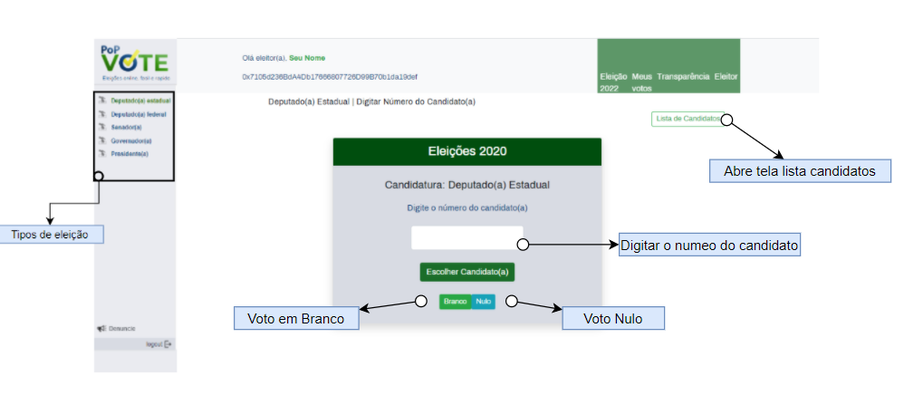 PoP
VOTE
Eleições online, fácil e rápido
Olá eleitor(a), Seu Nome
Eleição 2022
Meus votos
Transparência
Eleitor
Deputado(a) estadual
Deputado(a) federal
Senador(a)
Governador(a)
Presidente(a)
Deputado(a) Estadual | Digitar Número do Candidato(a)
Lista de Candidatos
Abre tela lista candidatos
Eleições 2020
Candidatura: Deputado(a) Estadual
Digite o número do candidato(a)
Tipos de eleição
Digitar o numeo do candidato
Escolher Candidato(a)
Branco
Nulo
Voto em Branco
Voto Nulo
logout